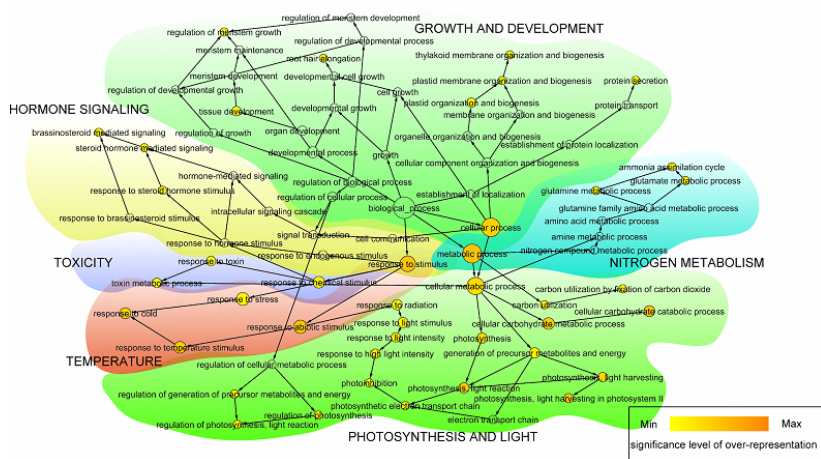 regulation of meristem development
GROWTH AND DEVELOPMENT
regulation of meristem growth
regulation of developmental process
meristem maintenance
thylakoid membrane organization and biogenesis
root hair elongation
meristem development
developmental cell growth
plastid membrane organization and biogenesis
protein secretion
regulation of developmental growth
cell growth
plastid organization and biogenesis
HORMONE SIGNALING
tissue development
developmental growth
membrane organization and biogenesis
protein transport
brassinosteroid mediated signaling
regulation of growth
organ development
organelle organization and biogenesis
steroid hormone mediated signaling
developmental process
growth
establishment of protein localization
cellular component organization and biogenesis
ammonia assimilation cycle
hormone-mediated signaling
regulation of biological process
glutamate metabolic process
response to steroid hormone stimulus
regulation of cellular process
establishment of localization
glutamine metabolic process
intracellular signaling cascade
biological_process
glutamine family amino acid metabolic process
response to brassinosteroid stimulus
amino acid metabolic process
signal transduction
cell communication
cellular process
amine metabolic process
response to hormone stimulus
response to endogenous stimulus
metabolic process
nitrogen compound metabolic process
TOXICITY
response to toxin
response to stimulus
NITROGEN METABOLISM
toxin metabolic process
response to chemical stimulus
cellular metabolic process
carbon utilization by fixation of carbon dioxide
response to stress
response to radiation
carbon utilization
response to cold
cellular carbohydrate catabolic process
response to abiotic stimulus
response to light stimulus
cellular carbohydrate metabolic process
response to light intensity
photosynthesis
response to temperature stimulus
response to high light intensity
generation of precursor metabolites and energy
TEMPERATURE
regulation of cellular metabolic process
photoinhibition
photosynthesis, light reaction
photosynthesis, light harvesting
regulation of generation of precursor metabolites and energy
photosynthetic electron transport chain
photosynthesis, light harvesting in photosystem II
regulation of photosynthesis
electron transport chain
regulation of photosynthesis, light reaction
PHOTOSYNTHESIS AND LIGHT
Min
Max
significance level of over-representation